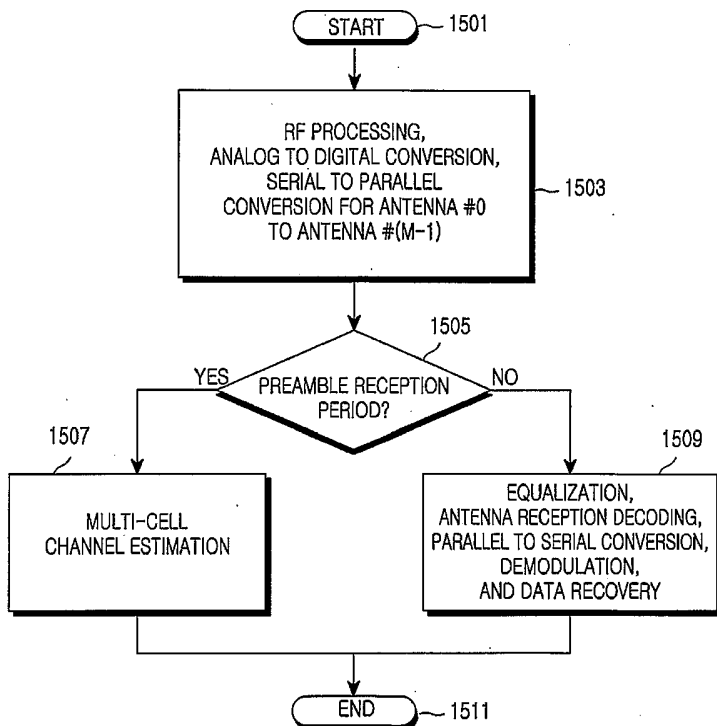 START
1501
RF PROCESSING,
ANALOG TO DIGITAL CONVERSION,
SERIAL TO PARALLEL
CONVERSION FOR ANTENNA #0
TO ANTENNA #(M-1)
1503
1505
YES
PREAMBLE RECEPTION
PERIOD?
NO
1507
MULTI-CELL
CHANNEL ESTIMATION
1509
EQUALIZATION,
ANTENNA RECEPTION DECODING,
PARALLEL TO SERIAL CONVERSION,
DEMODULATION,
AND DATA RECOVERY
END
1511